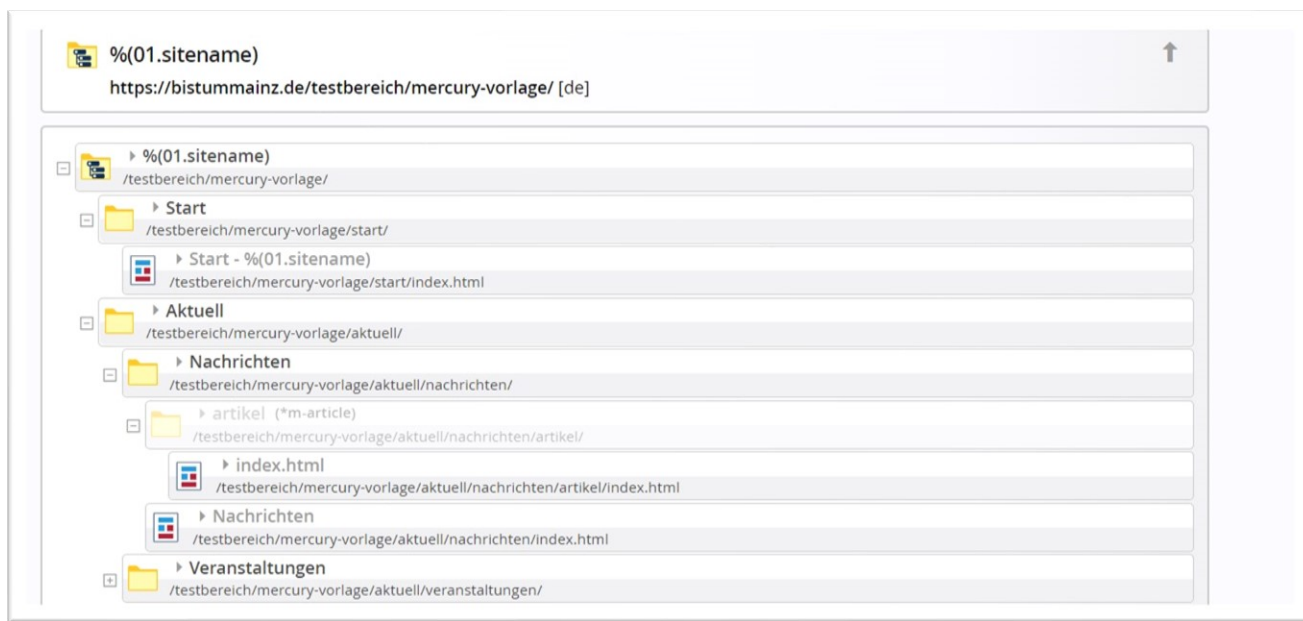 %(01.sitename)
https://bistummainz.de/testbereich/mercury-vorlage/ [de]
%(01.sitename)
/testbereich/mercury-vorlage/
Start
/testbereich/mercury-vorlage/start/
Start - %(01.sitename)
/testbereich/mercury-vorlage/start/index.html
Aktuell
/testbereich/mercury-vorlage/aktuell/
Nachrichten
/testbereich/mercury-vorlage/aktuell/nachrichten/
artikel (*m-article)
/testbereich/mercury-vorlage/aktuell/nachrichten/artikel/
index.html
/testbereich/mercury-vorlage/aktuell/nachrichten/artikel/index.html
Nachrichten
/testbereich/mercury-vorlage/aktuell/nachrichten/index.html
Veranstaltungen
/testbereich/mercury-vorlage/aktuell/veranstaltungen/